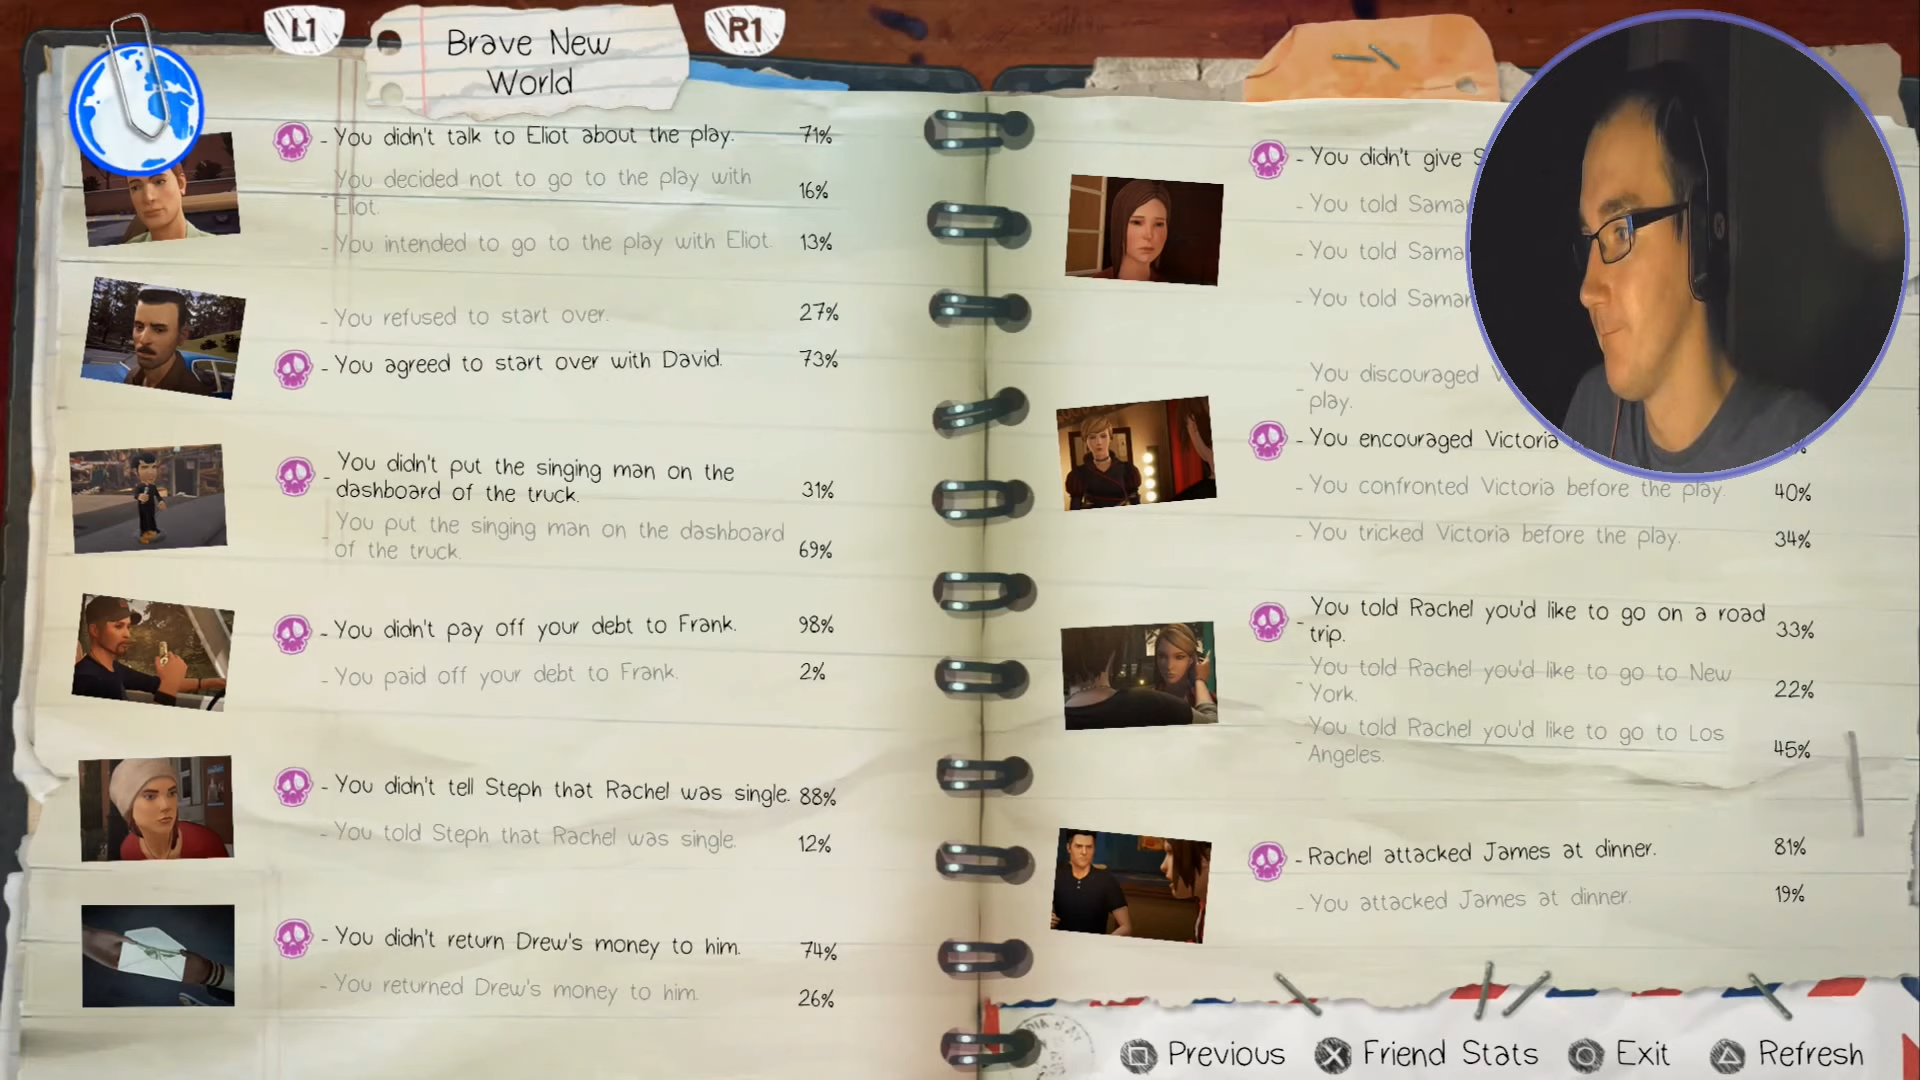 L1
Brave New
World
R1
- You didn't talk to Eliot about the play. 71%
You decided not to go to the play with
- Eliot. 16%
- You intended to go to the play with Eliot. 13%
- You refused to start over. 27%
- You agreed to start over with David. 73%
You didn't put the singing man on the
- dashboard of the truck. 31%
You put the singing man on the dashboard
- of the truck. 69%
- You didn't pay off your debt to Frank. 98%
- You paid off your debt to Frank. 2%
- You didn't tell Steph that Rachel was single. 88%
- You told Steph that Rachel was single. 12%
- You didn't return Drew's money to him. 74%
- You returned Drew's money to him. 26%
- You didn't give
- You told
- You told
- You told
You discouraged
- play.
- You encouraged Victoria
- You confronted Victoria before the play. 40%
- You tricked Victoria before the play. 34%
You told Rachel you'd like to go on a road
- trip. 33%
You told Rachel you'd like to go to New
- York. 22%
You told Rachel you'd like to go to Los
- Angeles. 45%
- Rachel attacked James at dinner. 81%
- You attacked James at dinner. 19%
Previous Friend Stats Exit Refresh